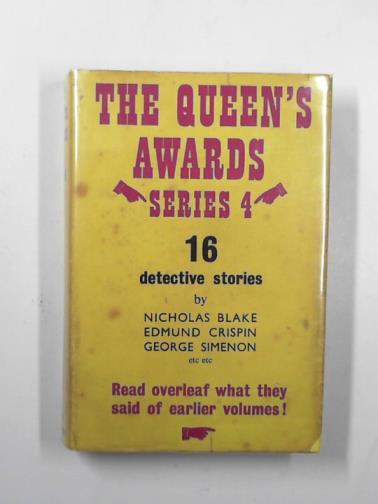 THE QUEEN'S
AWARDS
SERIES 4
16
detective stories
by
NICHOLAS BLAKE
EDMUND CRISPIN
GEORGE SIMENON
etc etc
Read overleaf what they
said of earlier volumes!